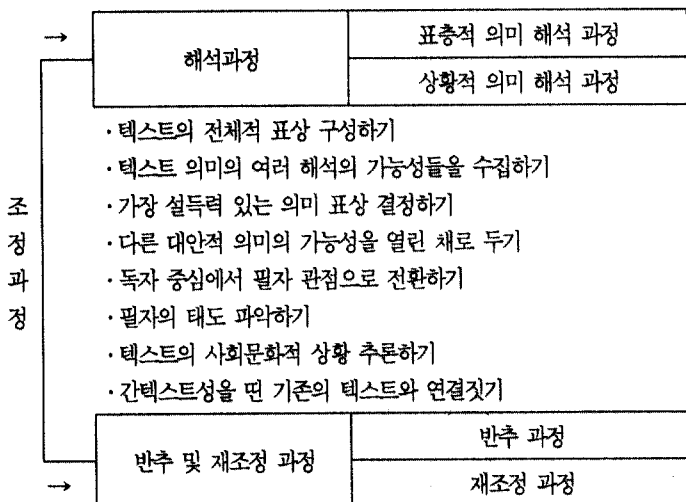 →
해석과정
표층적 의미 해석 과정
상황적 의미 해석 과정
· 텍스트의 전체적 표상 구성하기
· 텍스트 의미의 여러 해석의 가능성들을 수집하기
· 가장 설득력 있는 의미 표상 결정하기
· 다른 대안적 의미의 가능성을 열린 채로 두기
· 독자 중심에서 필자 관점으로 전환하기
· 필자의 태도 파악하기
· 텍스트의 사회문화적 상황 추론하기
· 간텍스트성을 띤 기존의 텍스트와 연결짓기
조정과정
→
반추 및 재조정 과정
반추 과정
재조정 과정